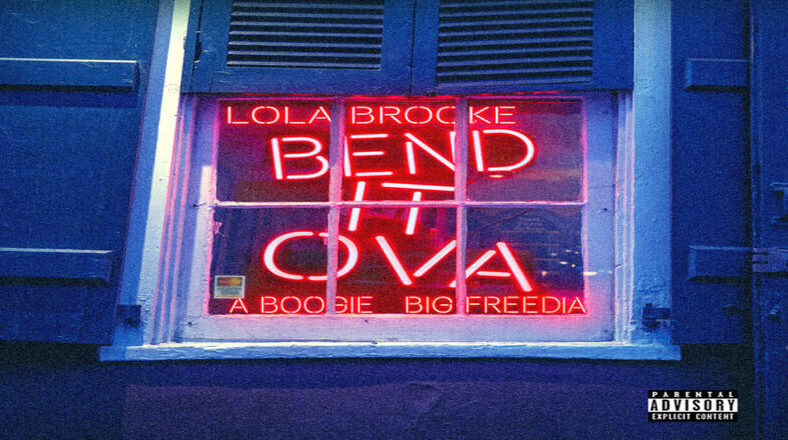 LOLA BROOKE
BEND
IT
OVA
A BOOGIE BIG FREEDIA
PARENTAL
ADVISORY
EXPLICIT CONTENT